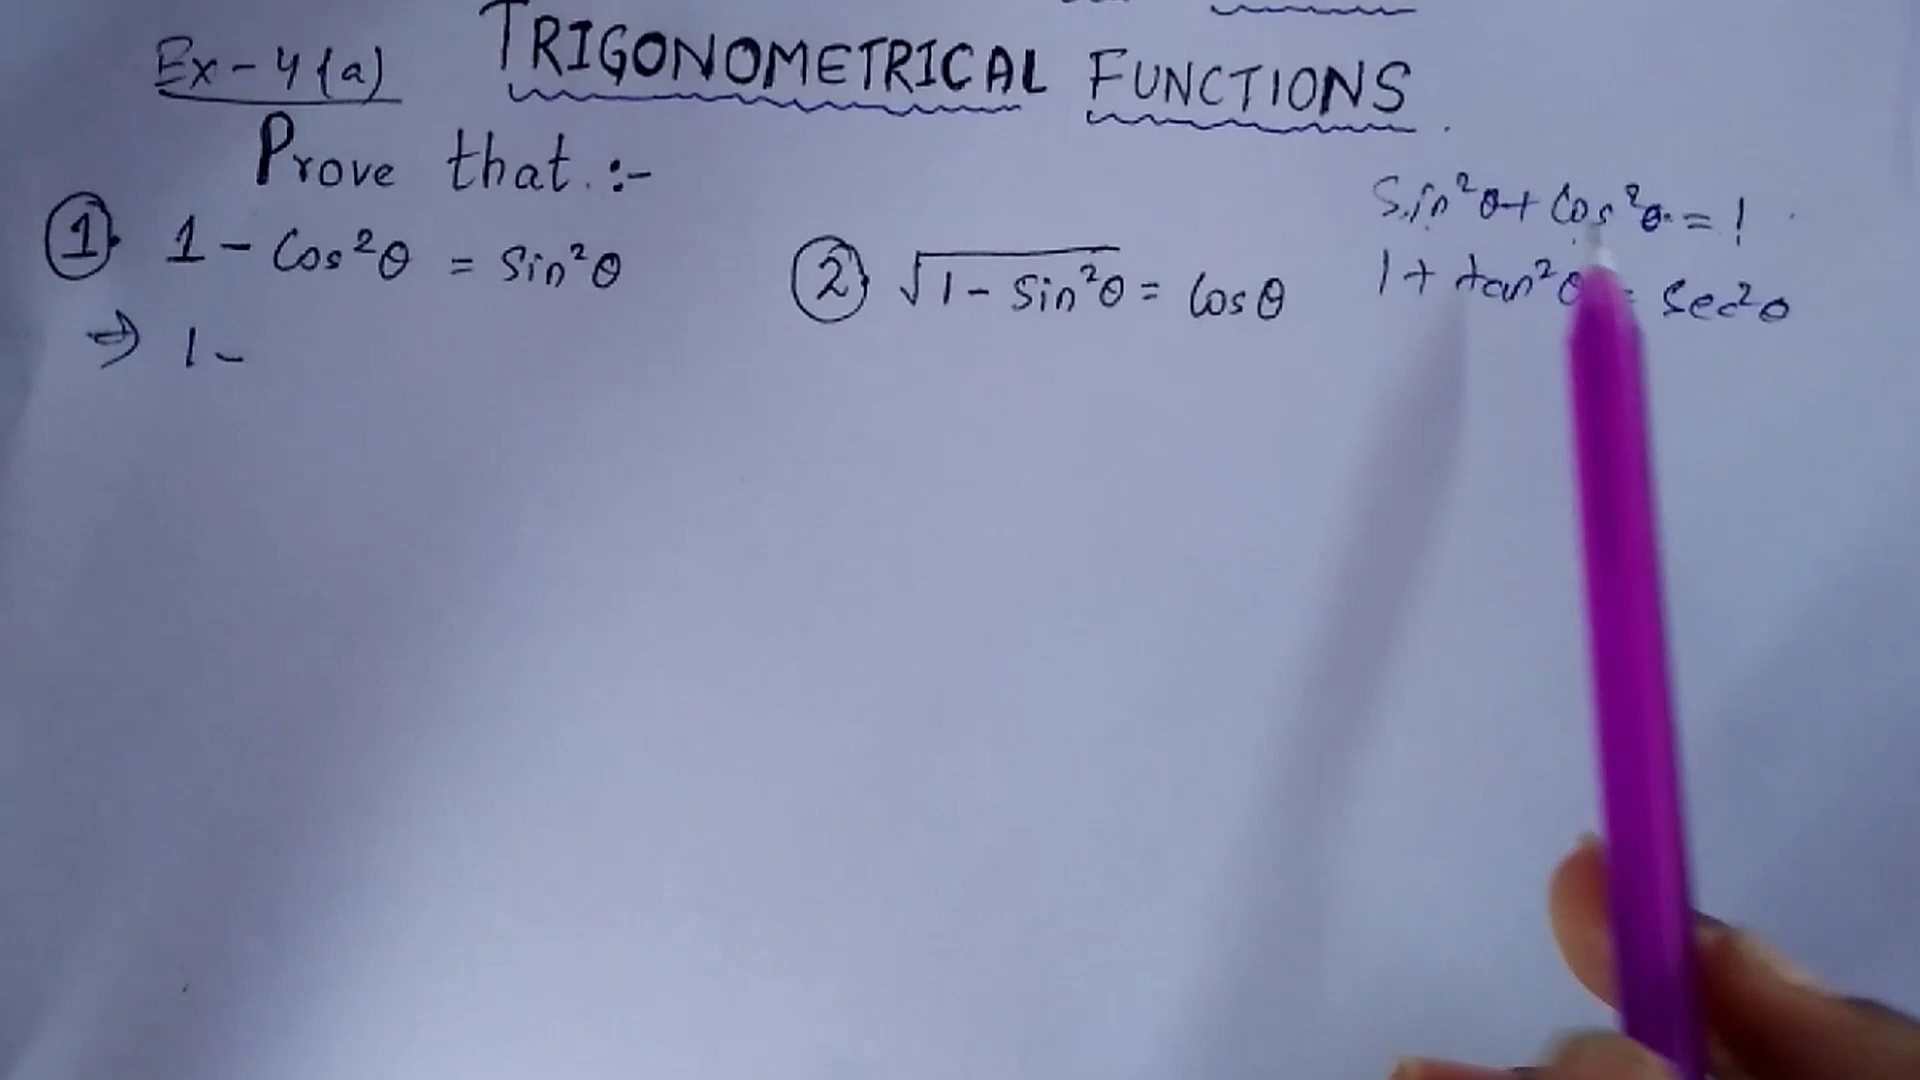 Ex-4(a) TRIGONOMETRICAL FUNCTIONS
Prove that :-
① 1 - Cos²θ = Sin²θ
② √(1 - Sin²θ) = Cosθ
Sin²θ + Cos²θ = 1
1 + tan²θ = Sec²θ
⇒ 1 -